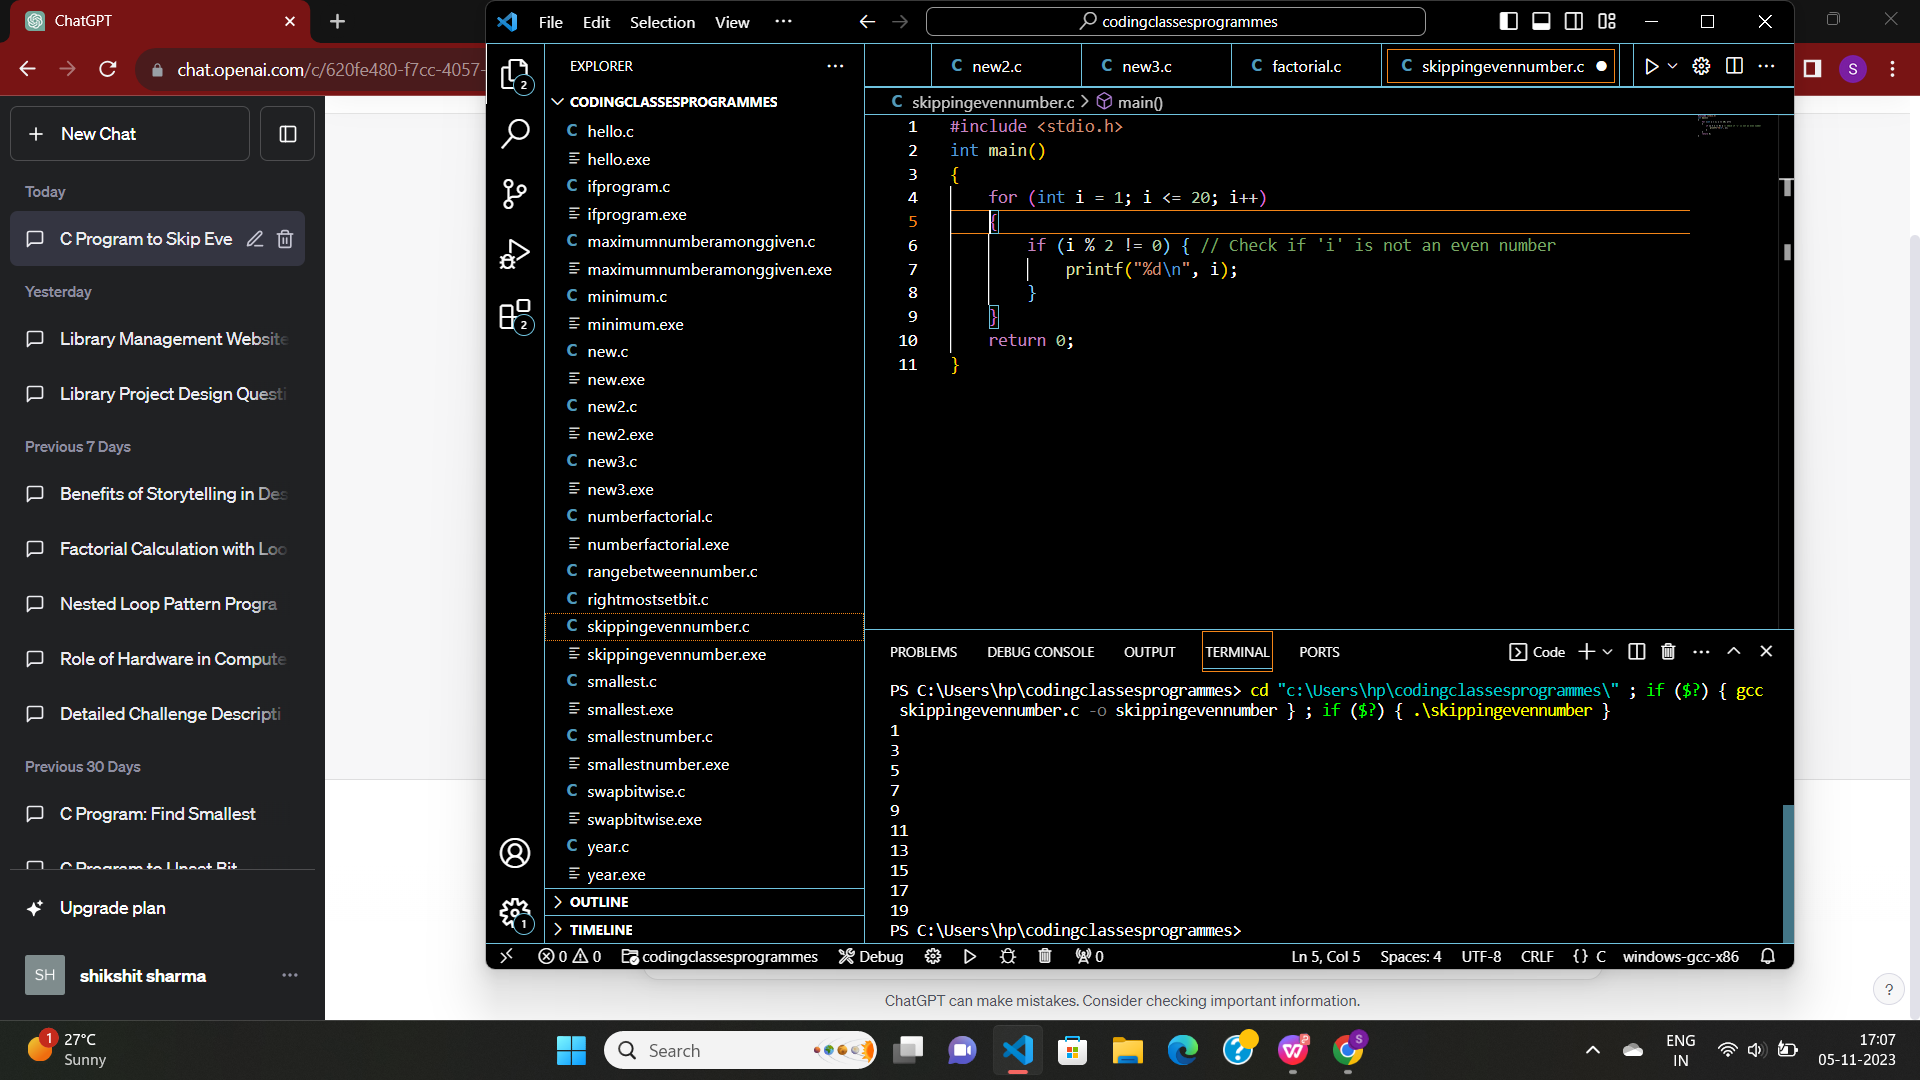 ChatGPT
chat.openai.com/c/620fe480-f7cc-4057-
New Chat
Today
C Program to Skip Eve
Yesterday
Library Management Website
Library Project Design Questi
Previous 7 Days
Benefits of Storytelling in Des
Factorial Calculation with Loo
Nested Loop Pattern Progra
Role of Hardware in Compute
Detailed Challenge Descripti
Previous 30 Days
C Program: Find Smallest
C Program to Unset Bit
Upgrade plan
SH shikshit sharma
File Edit Selection View
codingclassesprogrammes
S
2
EXPLORER
CODINGCLASSESPROGRAMMES
C hello.c
hello.exe
C ifprogram.c
ifprogram.exe
C maximumnumberamonggiven.c
maximumnumberamonggiven.exe
C minimum.c
minimum.exe
2
C new.c
new.exe
C new2.c
new2.exe
C new3.c
new3.exe
C numberfactorial.c
numberfactorial.exe
C rangebetweennumber.c
C rightmostsetbit.c
C skippingevennumber.c
skippingevennumber.exe
C smallest.c
smallest.exe
C smallestnumber.c
smallestnumber.exe
C swapbitwise.c
swapbitwise.exe
C year.c
year.exe
1
OUTLINE
TIMELINE
C new2.c C new3.c C factorial.c C skippingevennumber.c
C skippingevennumber.c > main()
1 #include <stdio.h>
2 int main()
3 {
4 for (int i = 1; i <= 20; i++)
5 {
6 if (i % 2 != 0) { // Check if 'i' is not an even number
7 printf("%d\n", i);
8 }
9 }
10 return 0;
11 }
PROBLEMS DEBUG CONSOLE OUTPUT TERMINAL PORTS Code
PS C:\Users\hp\codingclassesprogrammes> cd "c:\Users\hp\codingclassesprogrammes\" ; if ($?) { gcc
skippingevennumber.c -o skippingevennumber } ; if ($?) { .\skippingevennumber }
1
3
5
7
9
11
13
15
17
19
PS C:\Users\hp\codingclassesprogrammes>
0 0 codingclassesprogrammes Debug 0 Ln 5, Col 5 Spaces: 4 UTF-8 CRLF {} C windows-gcc-x86
ChatGPT can make mistakes. Consider checking important information.
?
1 27°C
Sunny
Search
S
ENG
IN
17:07
05-11-2023